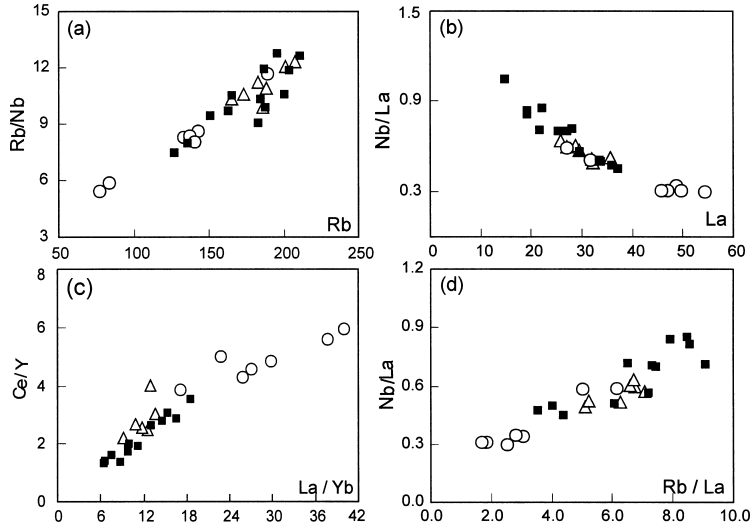 (a)
15
12
9
6
3
Rb/Nb
Rb
50 100 150 200 250
(b)
1.5
0.9
0.3
Nb/La
La
0 10 20 30 40 50 60
(c)
8
6
4
2
0
Ce/Y
La / Yb
0 6 12 18 24 30 36 42
(d)
1.2
0.9
0.6
0.3
0.0
Nb/La
Rb / La
0.0 2.0 4.0 6.0 8.0 10.0